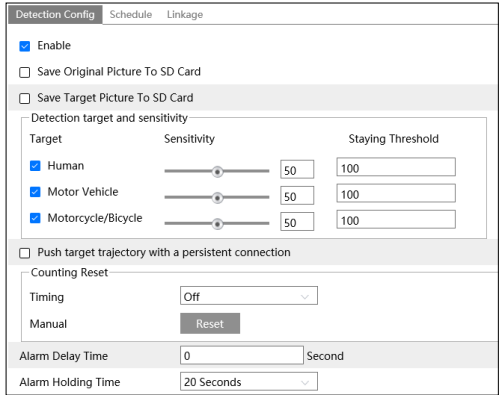 Detection Config Schedule Linkage
Enable
Save Original Picture To SD Card
Save Target Picture To SD Card
Detection target and sensitivity
Target Sensitivity Staying Threshold
Human 50 100
Motor Vehicle 50 100
Motorcycle/Bicycle 50 100
Push target trajectory with a persistent connection
Counting Reset
Timing Off
Manual Reset
Alarm Delay Time 0 Second
Alarm Holding Time 20 Seconds